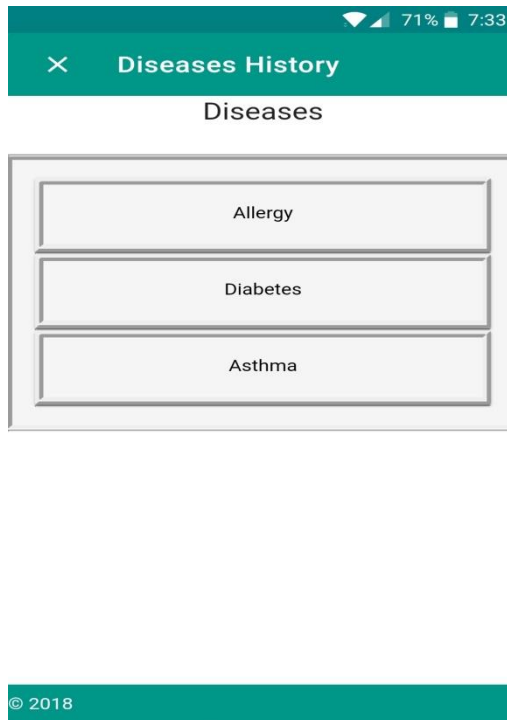 71% 7:33
Diseases History
Diseases
Allergy
Diabetes
Asthma
© 2018